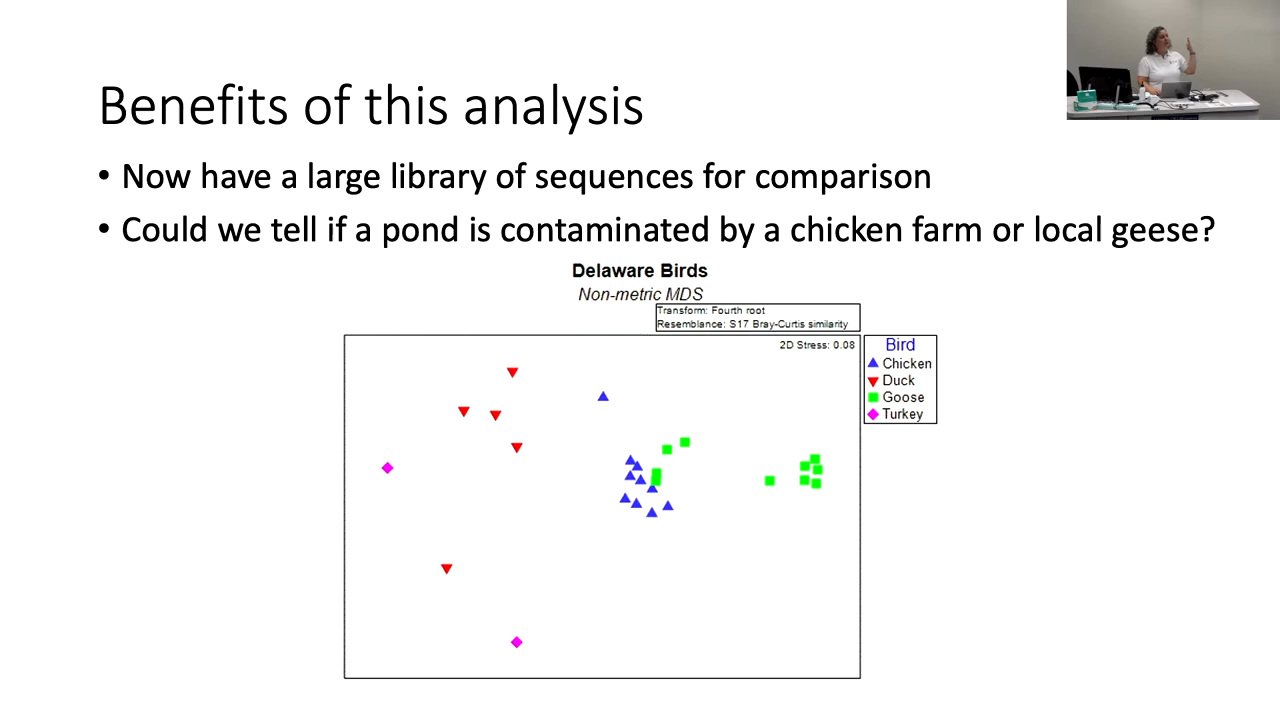 Benefits of this analysis
• Now have a large library of sequences for comparison
• Could we tell if a pond is contaminated by a chicken farm or local geese?
Delaware Birds
Non-metric MDS
Transform: Fourth root
Resemblance: S17 Bray-Curtis similarity
2D Stress: 0.08
Bird
Chicken
Duck
Goose
Turkey